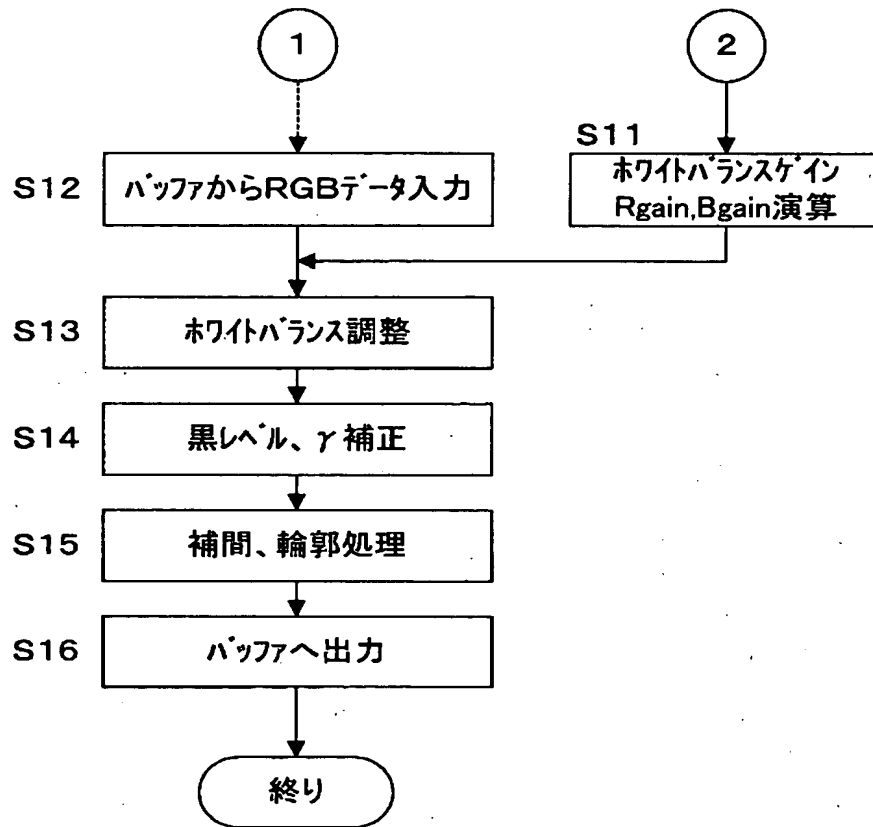 1
2
S11
S12
バッファからRGBデータ入力
ホワイトバランスゲイン
Rgain,Bgain演算
S13
ホワイトバランス調整
S14
黒レベル、γ補正
S15
補間、輪郭処理
S16
バッファへ出力
終り